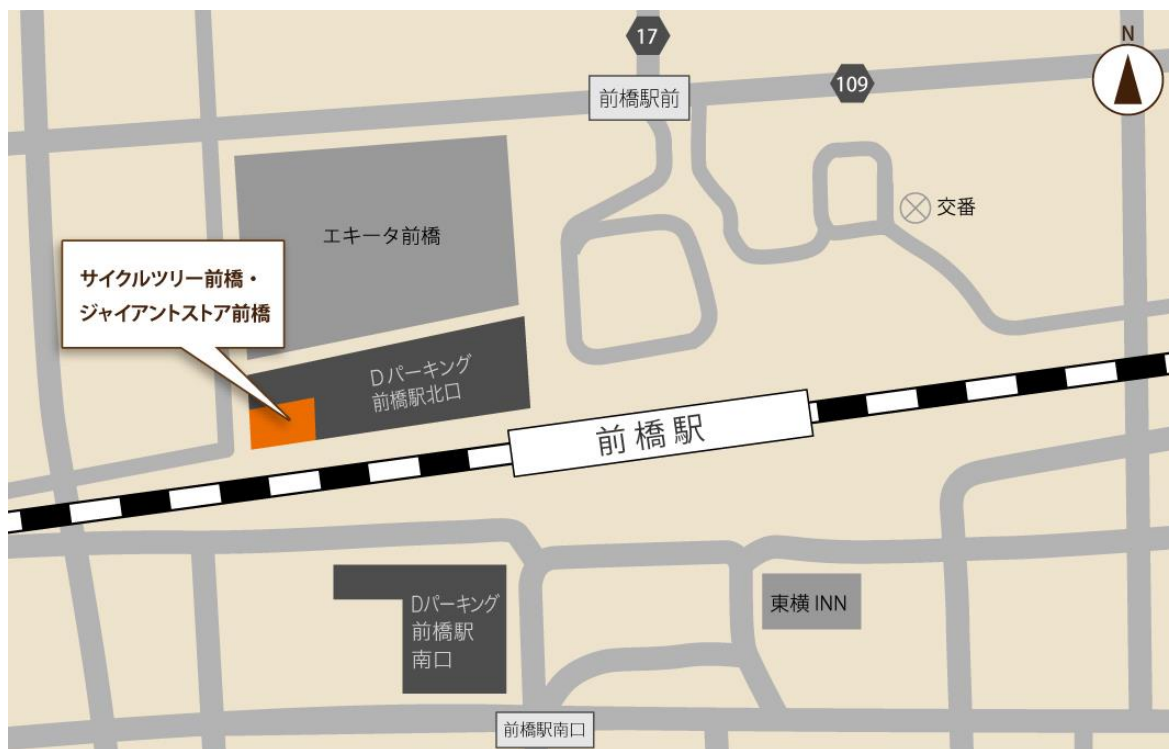 17
N
109
前橋駅前
交番
エキータ前橋
サイクルツリー前橋・
ジャイアントストア前橋
Dパーキング
前橋駅北口
前橋駅
Dパーキング
前橋駅
南口
東横 INN
前橋駅南口